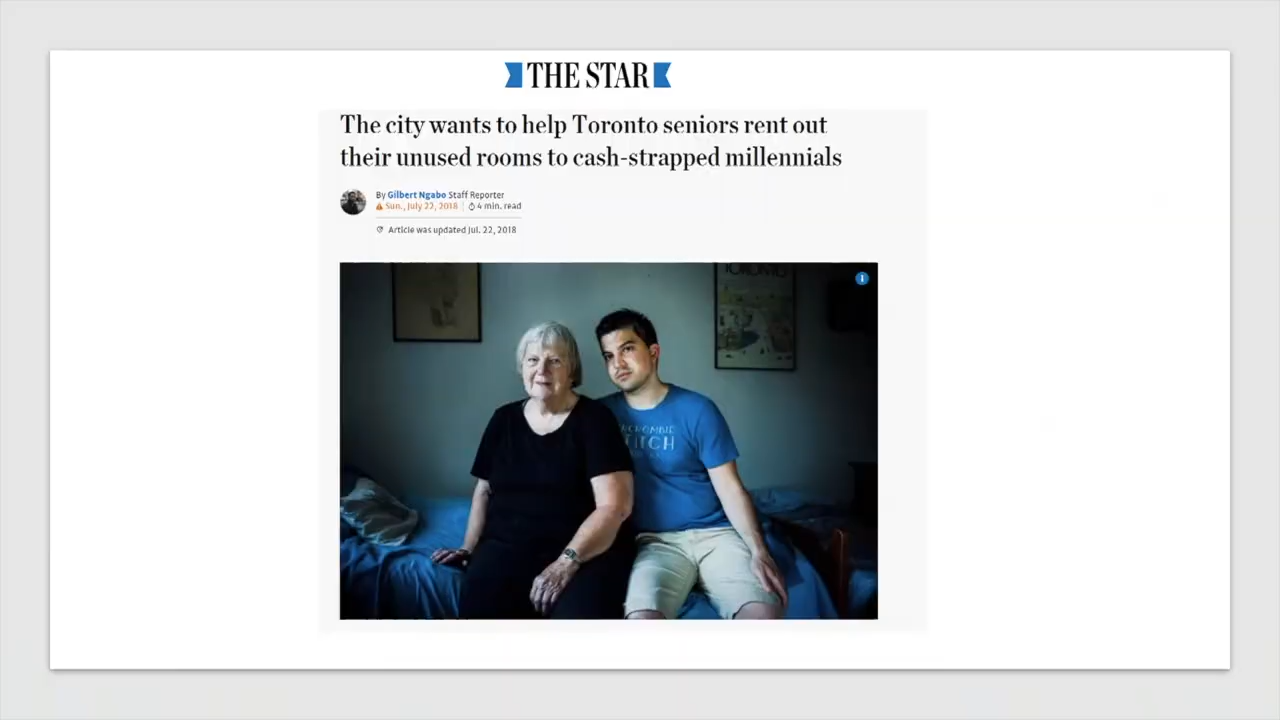 THE STAR
The city wants to help Toronto seniors rent out
their unused rooms to cash-strapped millennials
By Gilbert Ngabo Staff Reporter
Sun., July 22, 2018 4 min. read
Article was updated Jul. 22, 2018
i
TORONTO